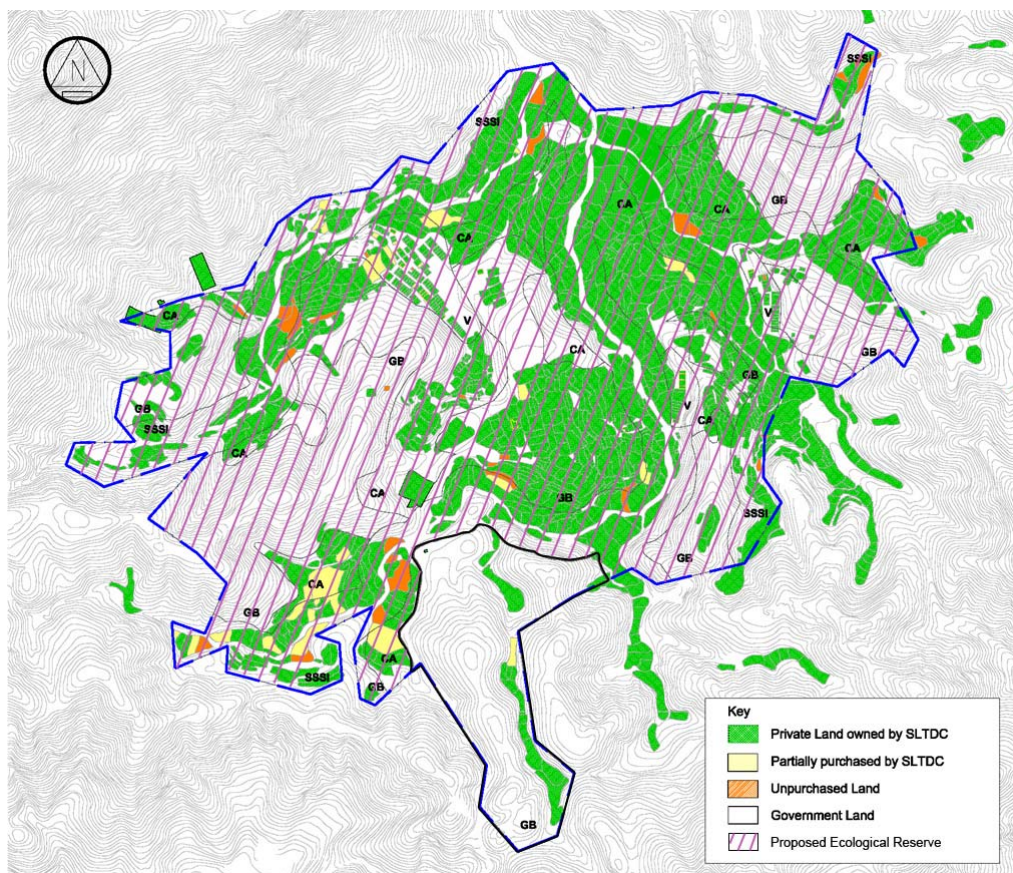 N
SSSI
SSSI
CA
CA
GB
CA
CA
CA
V
V
GB
CA
GB
GB
GB
V
CA
GB
SSSI
CA
CA
GB
SSSI
GB
CA
GB
CA
SSSI
GB
GB
Key
Private Land owned by SLTDC
Partially purchased by SLTDC
Unpurchased Land
Government Land
Proposed Ecological Reserve